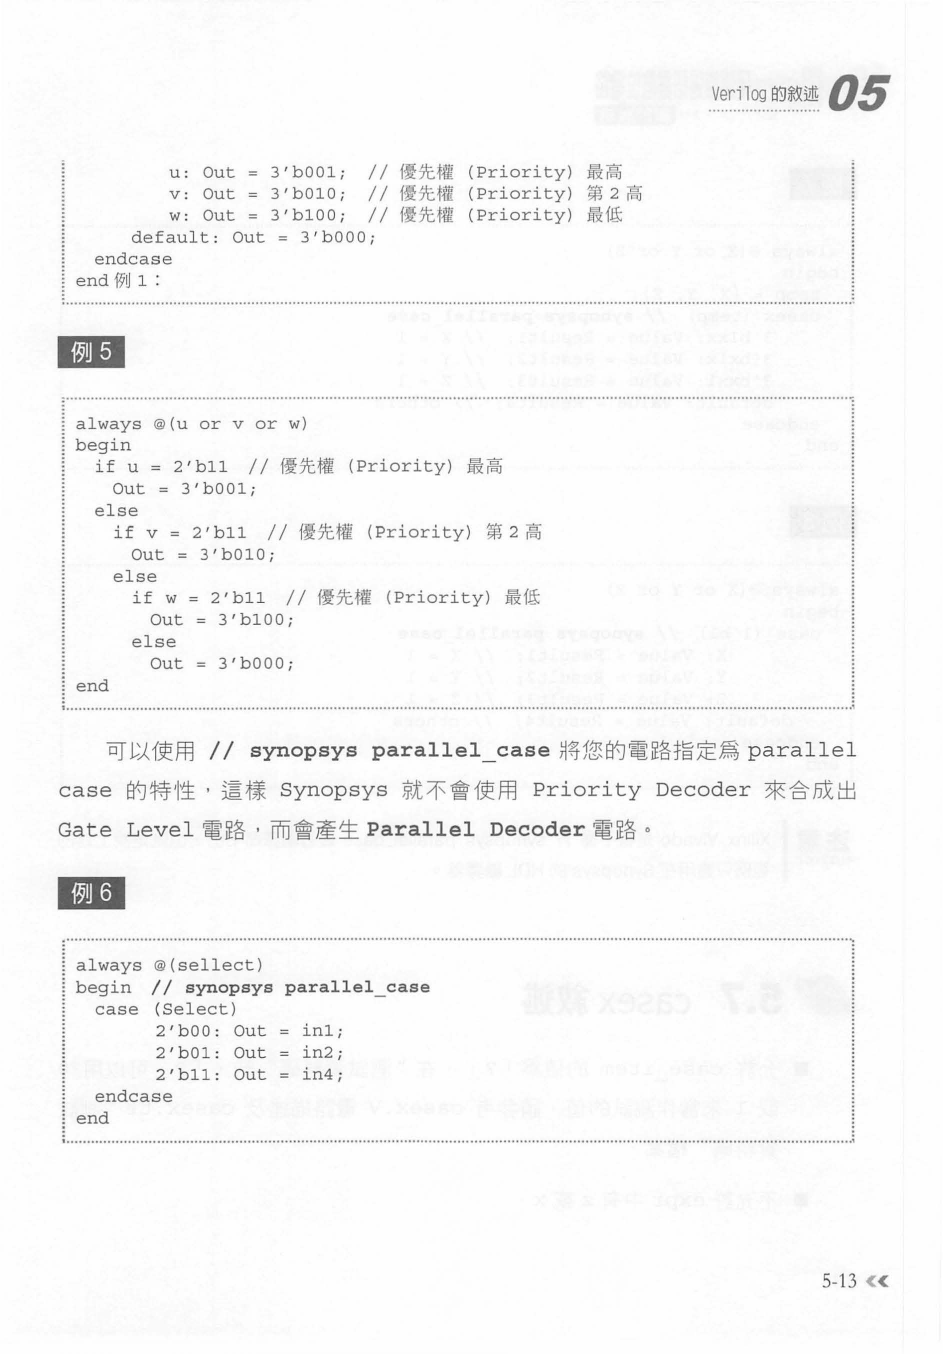 Verilog 的敘述 05
u: Out = 3'b001; // 優先權 (Priority) 最高
v: Out = 3'b010; // 優先權 (Priority) 第 2 高
w: Out = 3'b100; // 優先權 (Priority) 最低
default: Out = 3'b000;
endcase
end 例 1：
例 5
always @(u or v or w)
begin
if u = 2'b11 // 優先權 (Priority) 最高
Out = 3'b001;
else
if v = 2'b11 // 優先權 (Priority) 第 2 高
Out = 3'b010;
else
if w = 2'b11 // 優先權 (Priority) 最低
Out = 3'b100;
else
Out = 3'b000;
end
可以使用 // synopsys parallel_case 將您的電路指定為 parallel
case 的特性，這樣 Synopsys 就不會使用 Priority Decoder 來合成出
Gate Level 電路，而會產生 Parallel Decoder 電路。
例 6
always @(sellect)
begin // synopsys parallel_case
case (Select)
2'b00: Out = in1;
2'b01: Out = in2;
2'b11: Out = in4;
endcase
end
5-13